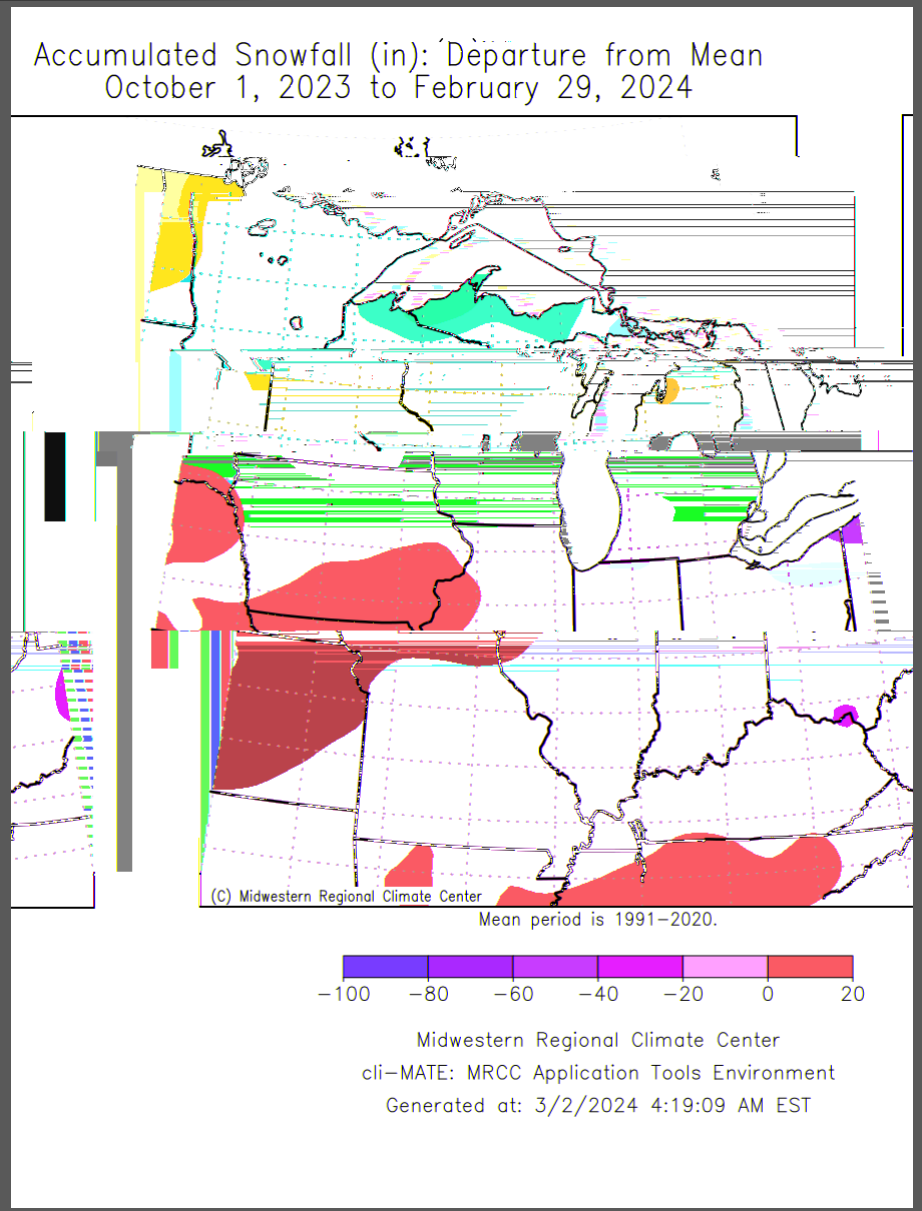 Accumulated Snowfall (in): Departure from Mean
October 1, 2023 to February 29, 2024
(C) Midwestern Regional Climate Center
Mean period is 1991−2020.
−100 −80 −60 −40 −20 0 20
Midwestern Regional Climate Center
cli−MATE: MRCC Application Tools Environment
Generated at: 3/2/2024 4:19:09 AM EST